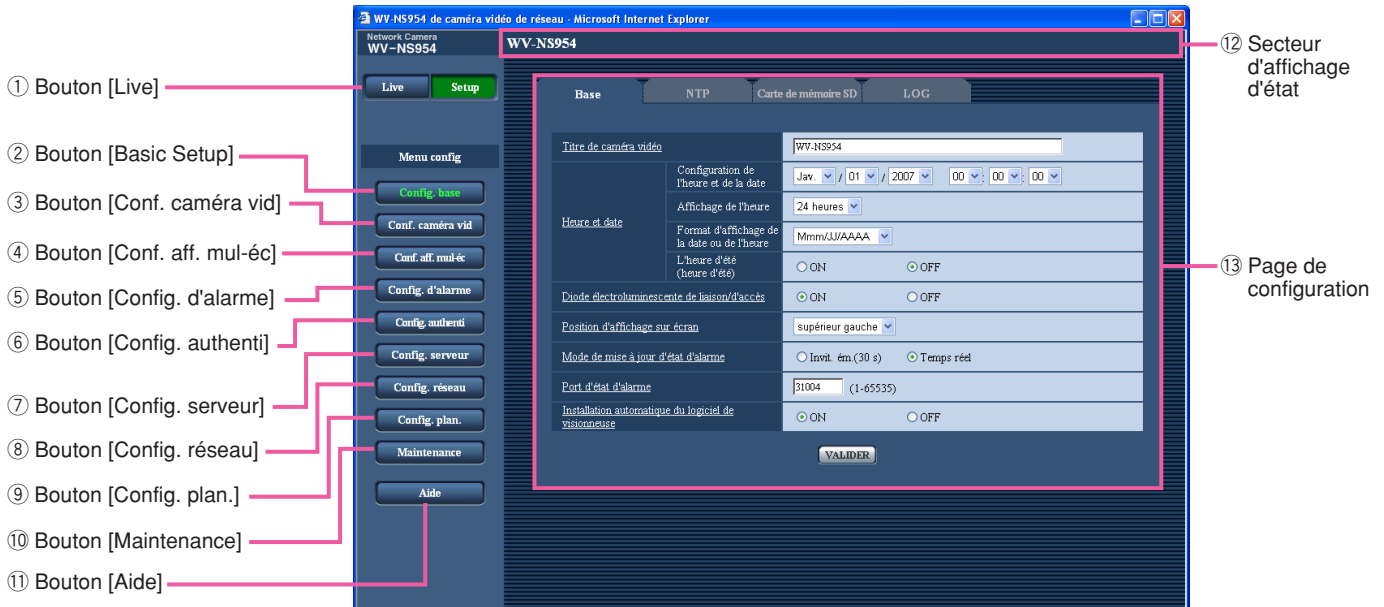 WV-NS954 de caméra vidéo de réseau - Microsoft Internet Explorer
Network Camera
WV-NS954
WV-NS954
① Bouton [Live]
② Bouton [Basic Setup]
③ Bouton [Conf. caméra vid]
④ Bouton [Conf. aff. mul-éc]
⑤ Bouton [Config. d'alarme]
⑥ Bouton [Config. authenti]
⑦ Bouton [Config. serveur]
⑧ Bouton [Config. réseau]
⑨ Bouton [Config. plan.]
⑩ Bouton [Maintenance]
⑪ Bouton [Aide]
Live Setup
Menu config
Config. base
Conf. caméra vid
Conf. aff. mul-éc
Config. d'alarme
Config. authenti
Config. serveur
Config. réseau
Config. plan.
Maintenance
Aide
Base NTP Carte de mémoire SD LOG
Titre de caméra vidéo WV-NS954
Heure et date
Configuration de
l'heure et de la date
Jav. / 01 / 2007 00 : 00 : 00
Affichage de l'heure 24 heures
Format d'affichage de
la date ou de l'heure
Mmm/JJ/AAAA
L'heure d'été
(heure d'été)
ON OFF
Diode électroluminescente de liaison/d'accès ON OFF
Position d'affichage sur écran supérieur gauche
Mode de mise à jour d'état d'alarme Invit. ém.(30 s) Temps réel
Port d'état d'alarme 31004 (1-65535)
Installation automatique du logiciel de
visionneuse
ON OFF
VALIDER
⑫ Secteur
d'affichage
d'état
⑬ Page de
configuration